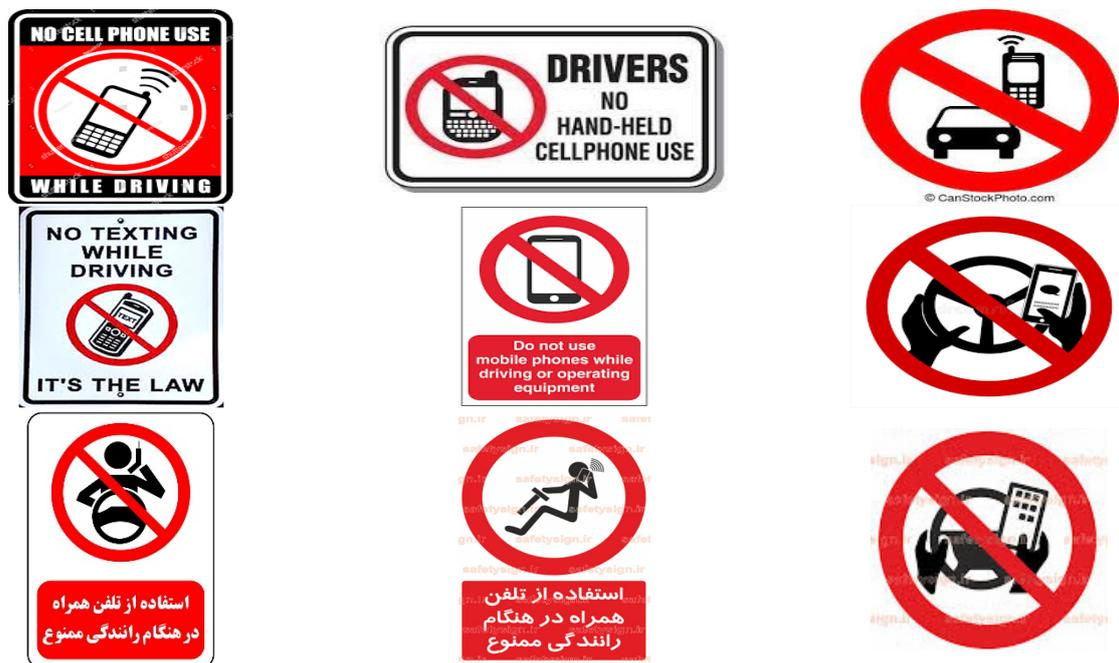 NO CELL PHONE USE
WHILE DRIVING
DRIVERS
NO
HAND-HELD
CELLPHONE USE
© CanStockPhoto.com
NO TEXTING
WHILE
DRIVING
TEXT
IT'S THE LAW
Do not use
mobile phones while
driving or operating
equipment
استفاده از تلفن همراه
در هنگام رانندگی ممنوع
safetysign.ir
استفاده از تلفن
همراه در هنگام
رانندگی ممنوع